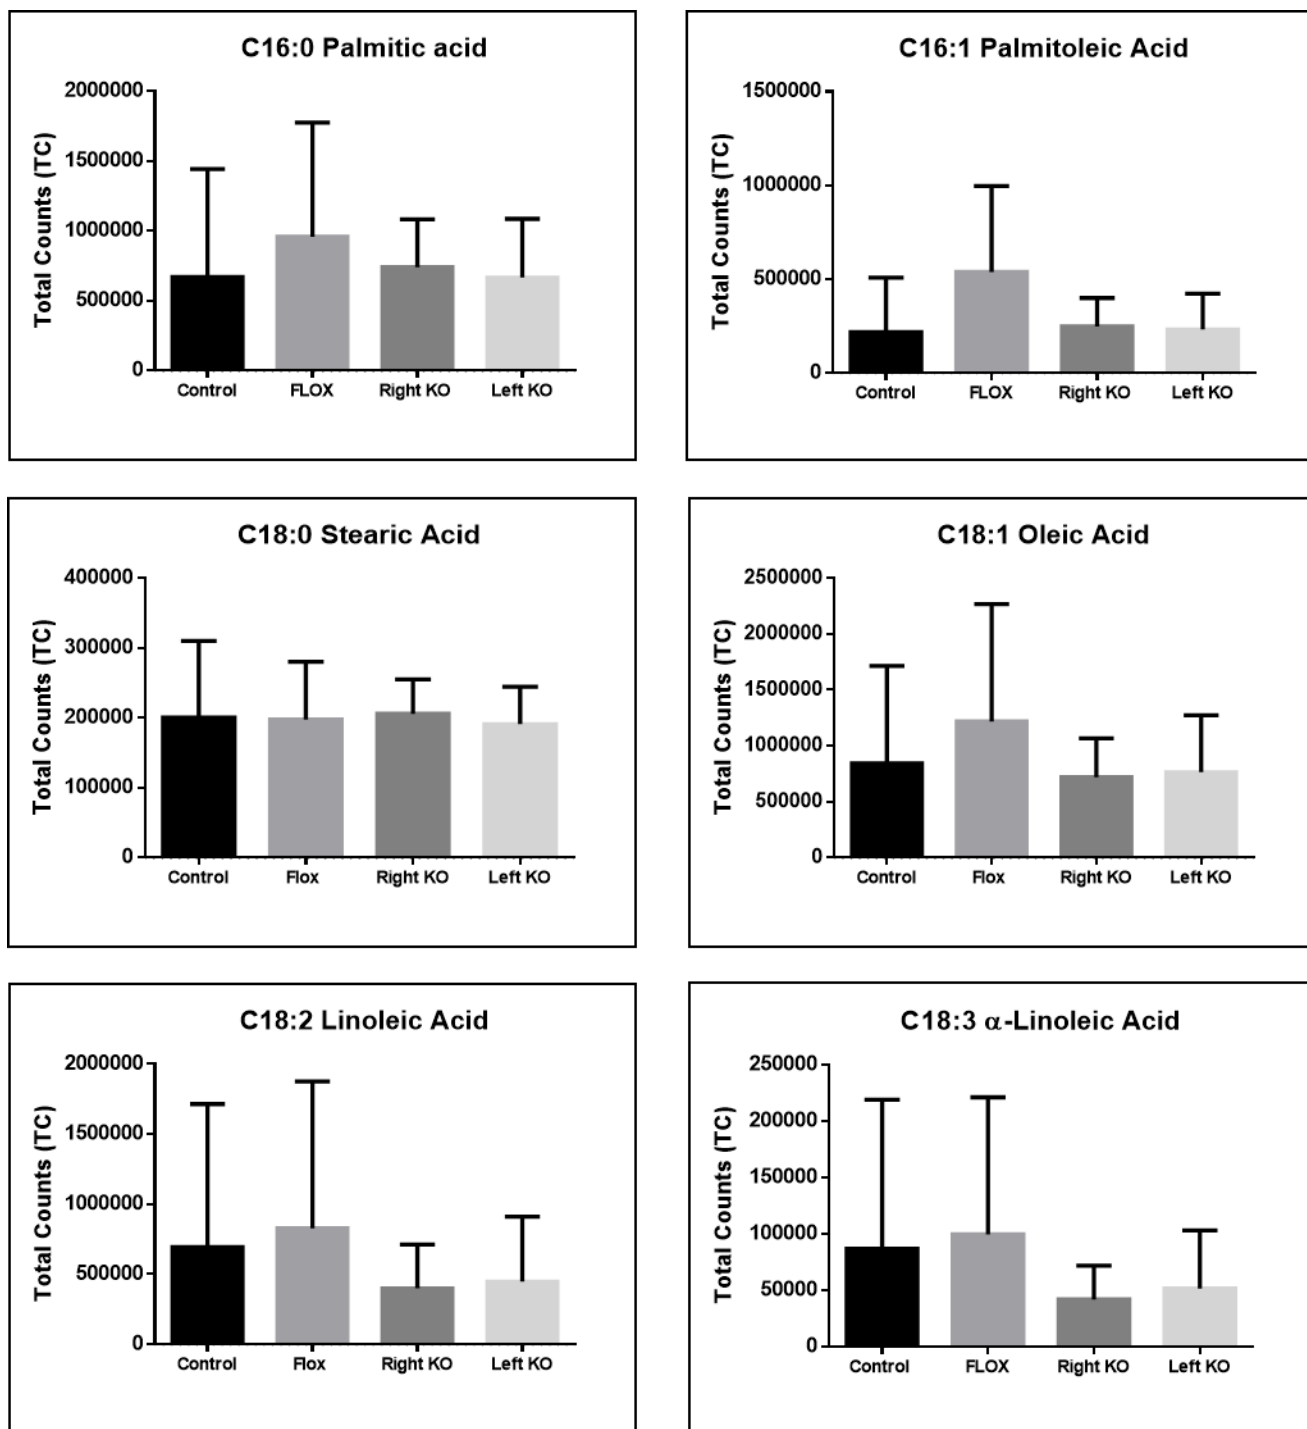 C16:0 Palmitic acid
Total Counts (TC)
2000000
1500000
1000000
500000
0
Control FLOX Right KO Left KO
C16:1 Palmitoleic Acid
Total Counts (TC)
1500000
1000000
500000
0
Control FLOX Right KO Left KO
C18:0 Stearic Acid
Total Counts (TC)
400000
300000
200000
100000
0
Control Flox Right KO Left KO
C18:1 Oleic Acid
Total Counts (TC)
2500000
2000000
1500000
1000000
500000
0
Control Flox Right KO Left KO
C18:2 Linoleic Acid
Total Counts (TC)
2000000
1500000
1000000
500000
0
Control Flox Right KO Left KO
C18:3 α-Linoleic Acid
Total Counts (TC)
250000
200000
150000
100000
50000
0
Control FLOX Right KO Left KO